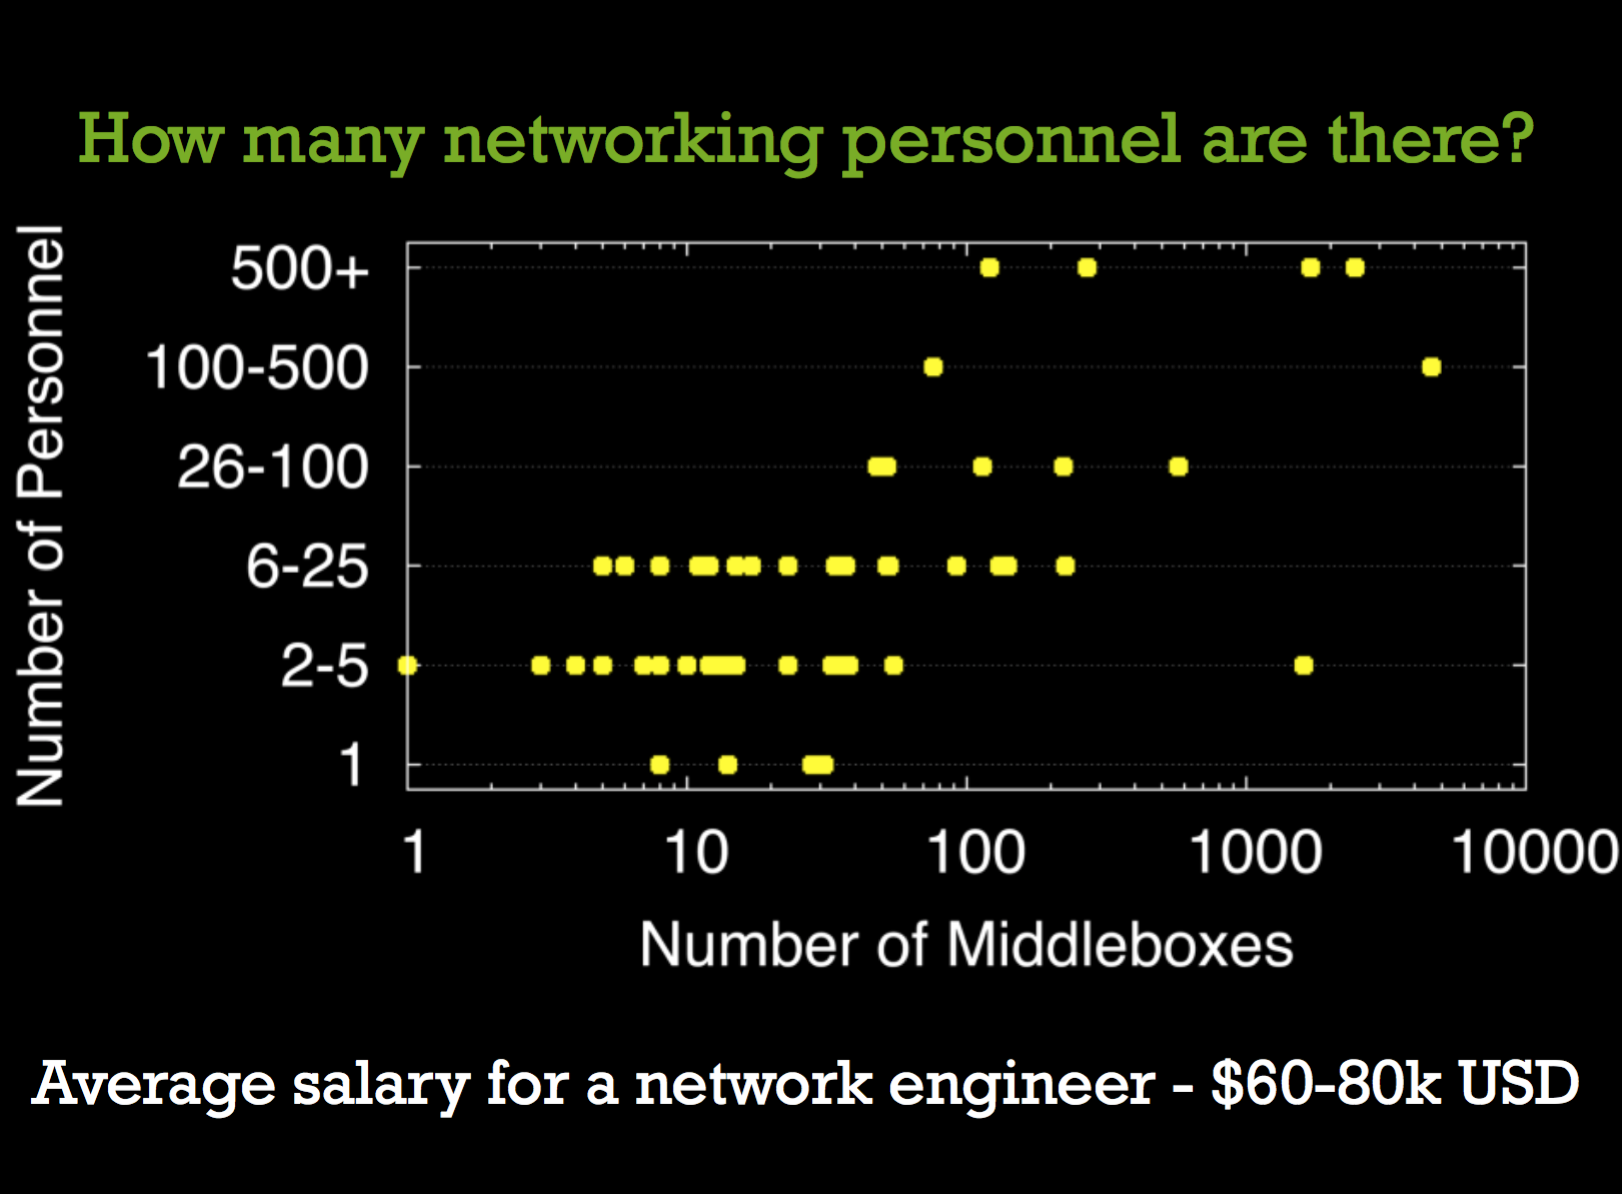 How many networking personnel are there?
Number of Personnel
500+
100-500
26-100
6-25
2-5
1
1 10 100 1000 10000
Number of Middleboxes
Average salary for a network engineer - $60-80k USD